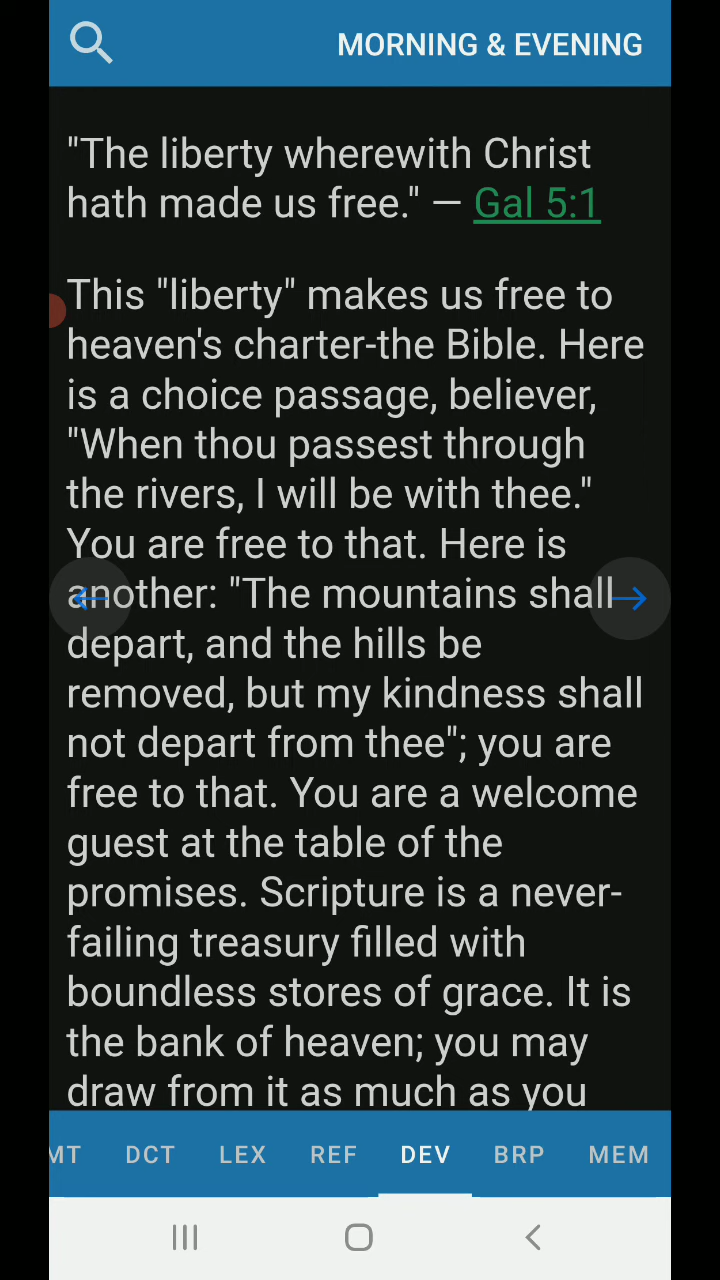 MORNING & EVENING
"The liberty wherewith Christ
hath made us free." — Gal 5:1
This "liberty" makes us free to
heaven's charter-the Bible. Here
is a choice passage, believer,
"When thou passest through
the rivers, I will be with thee."
You are free to that. Here is
another: "The mountains shall
depart, and the hills be
removed, but my kindness shall
not depart from thee"; you are
free to that. You are a welcome
guest at the table of the
promises. Scripture is a never-
failing treasury filled with
boundless stores of grace. It is
the bank of heaven; you may
draw from it as much as you
MT DCT LEX REF DEV BRP MEM